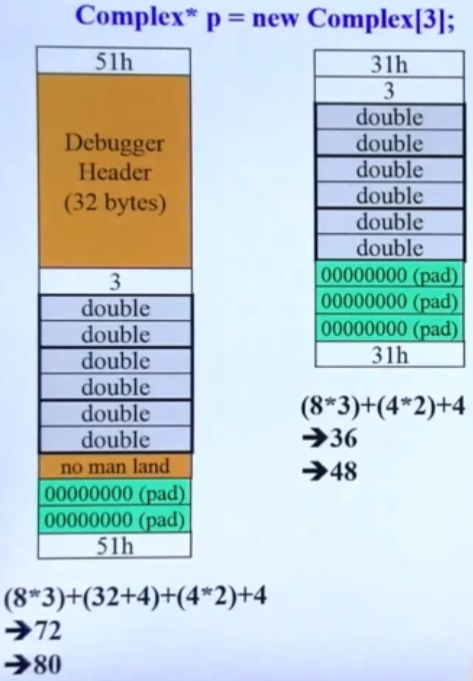 Complex* p = new Complex[3];
51h
Debugger
Header
(32 bytes)
3
double
double
double
double
double
double
no man land
00000000 (pad)
00000000 (pad)
51h
(8*3)+(32+4)+(4*2)+4
➔72
➔80
31h
3
double
double
double
double
double
double
00000000 (pad)
00000000 (pad)
00000000 (pad)
31h
(8*3)+(4*2)+4
➔36
➔48